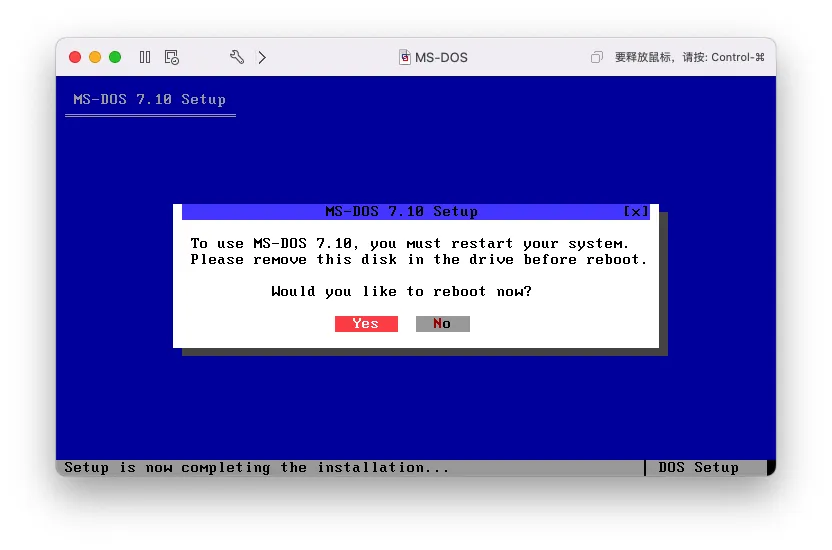 MS-DOS
要释放鼠标，请按: Control-⌘
MS-DOS 7.10 Setup
MS-DOS 7.10 Setup
[x]
To use MS-DOS 7.10, you must restart your system.
Please remove this disk in the drive before reboot.
Would you like to reboot now?
Yes
No
Setup is now completing the installation...
DOS Setup